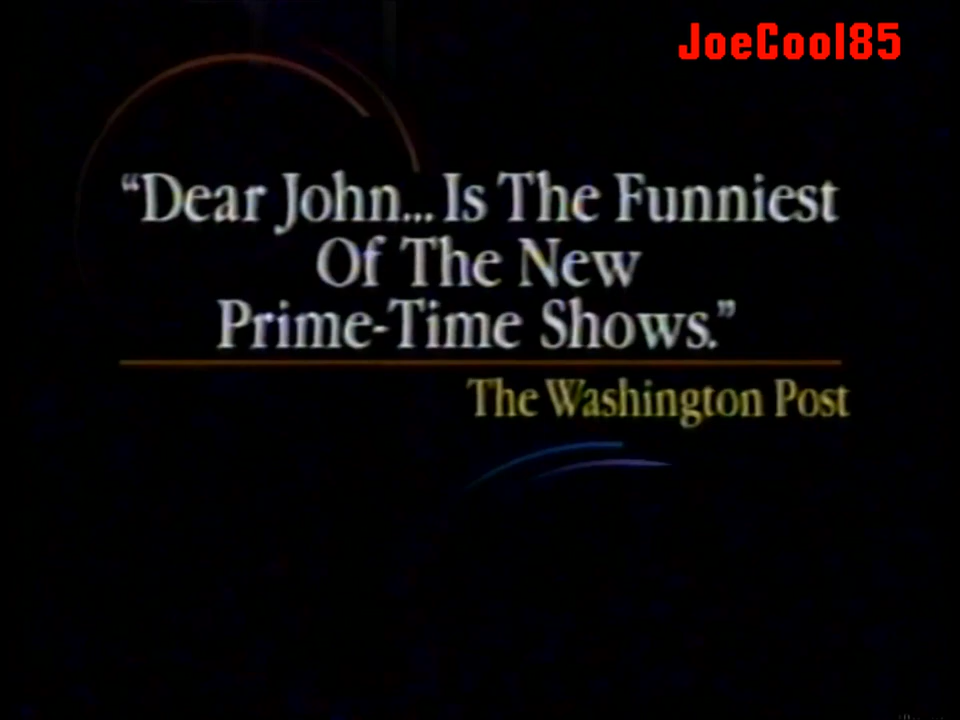 JoeCool85
“Dear John... Is The Funniest
Of The New
Prime-Time Shows.”
The Washington Post